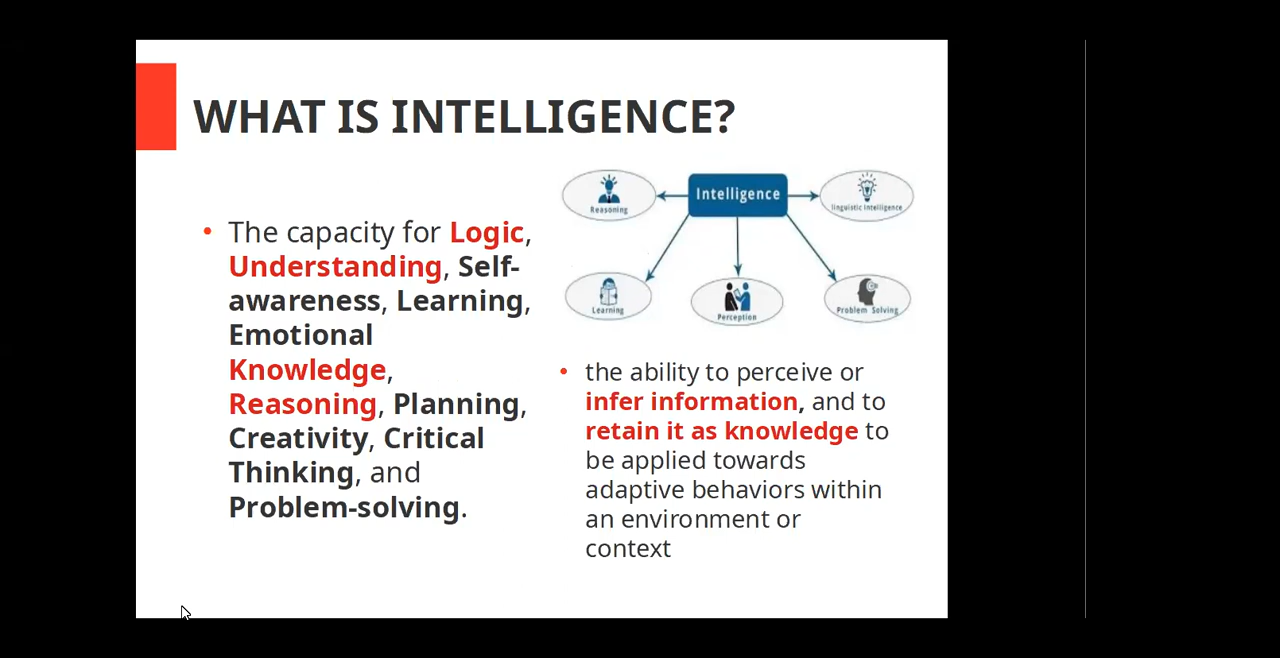 WHAT IS INTELLIGENCE?
• The capacity for Logic,
Understanding, Self-
awareness, Learning,
Emotional
Knowledge,
Reasoning, Planning,
Creativity, Critical
Thinking, and
Problem-solving.
Intelligence
Reasoning
linguistic Intelligence
Learning
Perception
Problem Solving
• the ability to perceive or
infer information, and to
retain it as knowledge to
be applied towards
adaptive behaviors within
an environment or
context